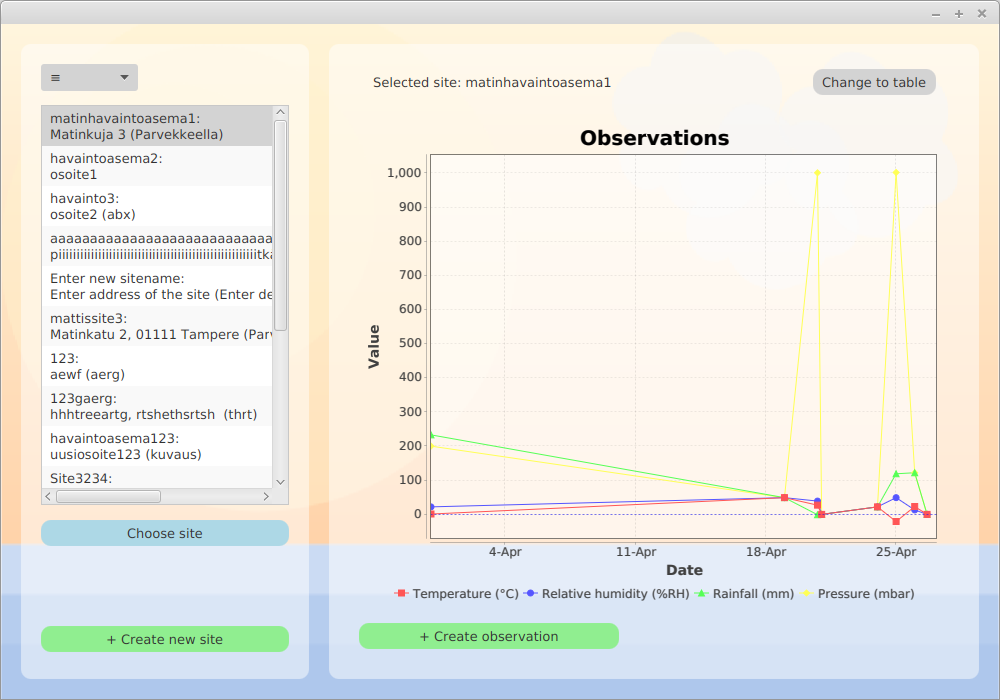 ≡
matinhavaintoasema1:
Matinkuja 3 (Parvekkeella)
havaintoasema2:
osoite1
havainto3:
osoite2 (abx)
Enter new sitename:
Enter address of the site (Enter de
mattissite3:
Matinkatu 2, 01111 Tampere (Parv
123:
aewf (aerg)
123gaerg:
hhhtreeartg, rtshethsrtsh (thrt)
havaintoasema123:
uusiosoite123 (kuvaus)
Site3234:
Choose site
+ Create new site
Selected site: matinhavaintoasema1
Change to table
Observations
Value
1,000
900
800
700
600
500
400
300
200
100
0
4-Apr 11-Apr 18-Apr 25-Apr
Date
Temperature (°C) Relative humidity (%RH) Rainfall (mm) Pressure (mbar)
+ Create observation